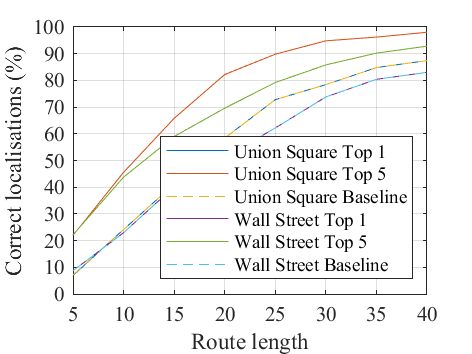 100
90
80
70
60
50
40
30
20
10
0
Correct localisations (%)
Union Square Top 1
Union Square Top 5
Union Square Baseline
Wall Street Top 1
Wall Street Top 5
Wall Street Baseline
5 10 15 20 25 30 35 40
Route length